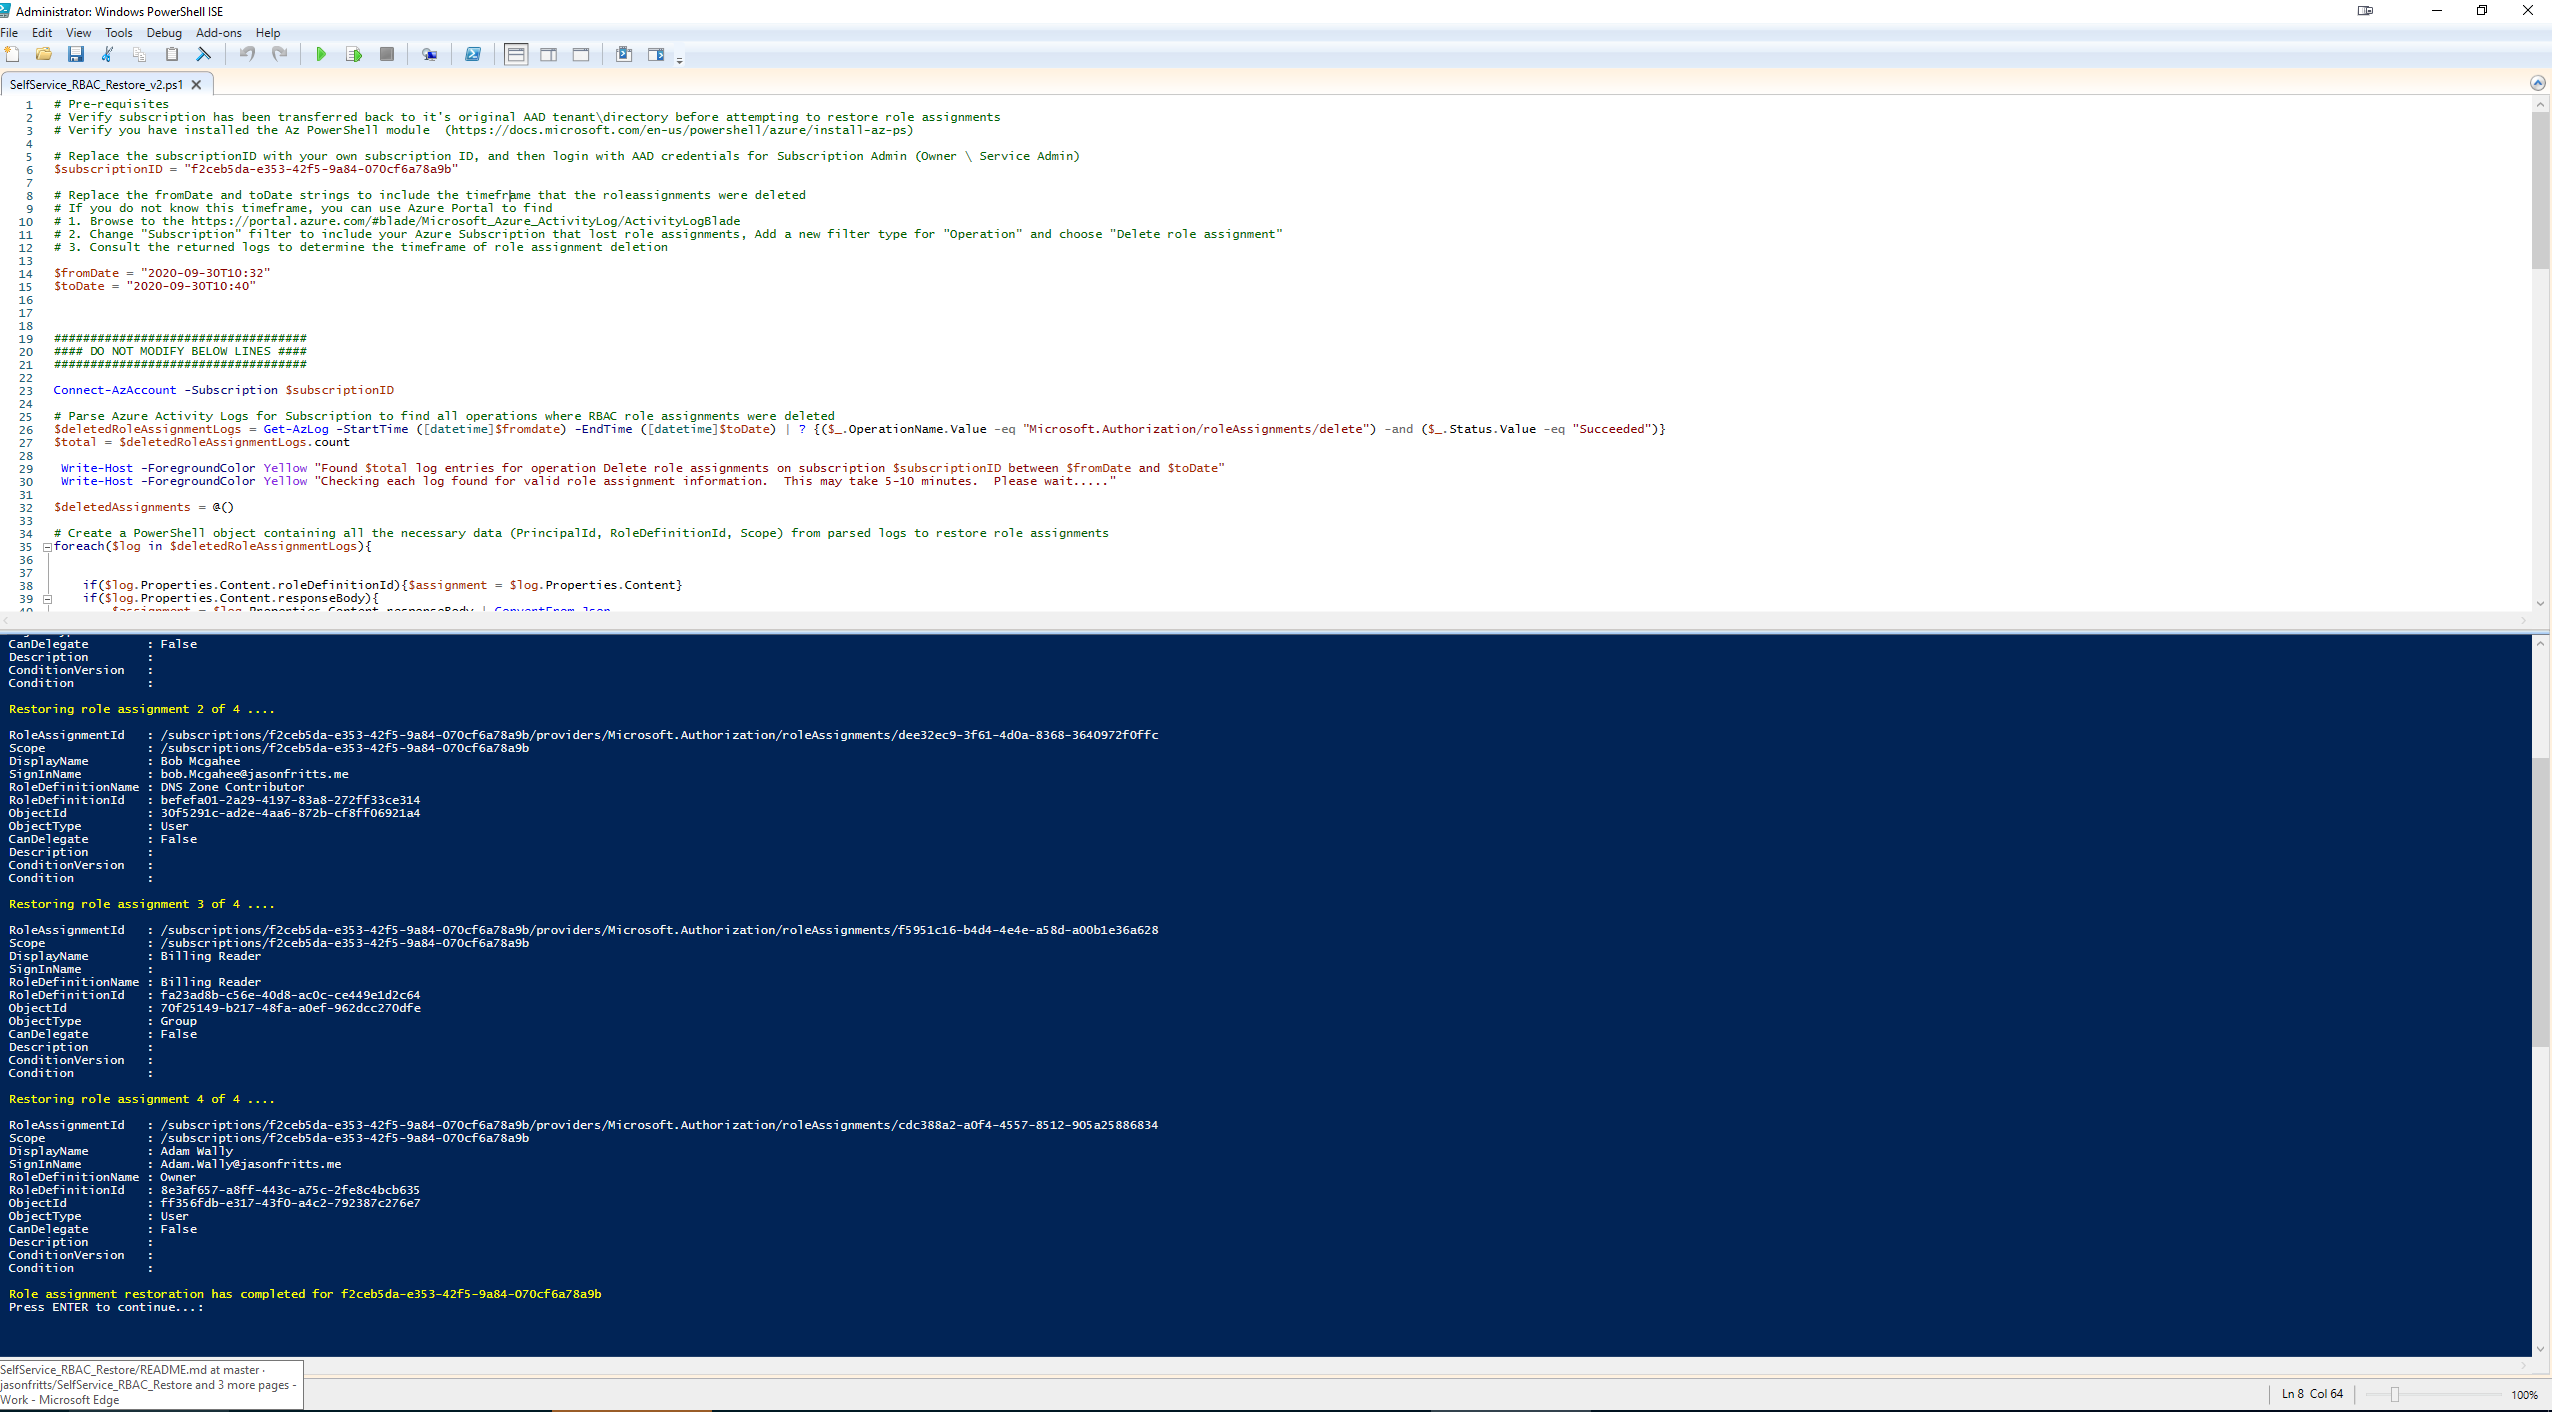 Administrator: Windows PowerShell ISE
File Edit View Tools Debug Add-ons Help
SelfService_RBAC_Restore_v2.ps1
1 # Pre-requisites
2 # Verify subscription has been transferred back to it's original AAD tenant\directory before attempting to restore role assignments
3 # Verify you have installed the Az PowerShell module  (https://docs.microsoft.com/en-us/powershell/azure/install-az-ps)
4
5 # Replace the subscriptionID with your own subscription ID, and then login with AAD credentials for Subscription Admin (Owner \ Service Admin)
6 $subscriptionID = "f2ceb5da-e353-42f5-9a84-070cf6a78a9b"
7
8 # Replace the fromDate and toDate strings to include the timeframe that the roleassignments were deleted
9 # If you do not know this timeframe, you can use Azure Portal to find
10 # 1. Browse to the https://portal.azure.com/#blade/Microsoft_Azure_ActivityLog/ActivityLogBlade
11 # 2. Change "Subscription" filter to include your Azure Subscription that lost role assignments, Add a new filter type for "Operation" and choose "Delete role assignment"
12 # 3. Consult the returned logs to determine the timeframe of role assignment deletion
13
14 $fromDate = "2020-09-30T10:32"
15 $toDate = "2020-09-30T10:40"
16
17
18
19 ###################################
20 #### DO NOT MODIFY BELOW LINES ####
21 ###################################
22
23 Connect-AzAccount -Subscription $subscriptionID
24
25 # Parse Azure Activity Logs for Subscription to find all operations where RBAC role assignments were deleted
26 $deletedRoleAssignmentLogs = Get-AzLog -StartTime ([datetime]$fromdate) -EndTime ([datetime]$toDate) | ? {($_.OperationName.Value -eq "Microsoft.Authorization/roleAssignments/delete") -and ($_.Status.Value -eq "Succeeded")}
27 $total = $deletedRoleAssignmentLogs.count
28
29 Write-Host -ForegroundColor Yellow "Found $total log entries for operation Delete role assignments on subscription $subscriptionID between $fromDate and $toDate"
30 Write-Host -ForegroundColor Yellow "Checking each log found for valid role assignment information.  This may take 5-10 minutes.  Please wait....."
31
32 $deletedAssignments = @()
33
34 # Create a PowerShell object containing all the necessary data (PrincipalId, RoleDefinitionId, Scope) from parsed logs to restore role assignments
35 foreach($log in $deletedRoleAssignmentLogs){
36
37
38 if($log.Properties.Content.roleDefinitionId){$assignment = $log.Properties.Content}
39 if($log.Properties.Content.responseBody){
40 $assignment = $log.Properties.Content.responseBody | ConvertFrom-Json
CanDelegate : False
Description :
ConditionVersion :
Condition :
Restoring role assignment 2 of 4 ....
RoleAssignmentId : /subscriptions/f2ceb5da-e353-42f5-9a84-070cf6a78a9b/providers/Microsoft.Authorization/roleAssignments/dee32ec9-3f61-4d0a-8368-3640972f0ffc
Scope : /subscriptions/f2ceb5da-e353-42f5-9a84-070cf6a78a9b
DisplayName : Bob Mcgahee
SignInName : bob.Mcgahee@jasonfritts.me
RoleDefinitionName : DNS Zone Contributor
RoleDefinitionId : befefa01-2a29-4197-83a8-272ff33ce314
ObjectId : 30f5291c-ad2e-4aa6-872b-cf8ff06921a4
ObjectType : User
CanDelegate : False
Description :
ConditionVersion :
Condition :
Restoring role assignment 3 of 4 ....
RoleAssignmentId : /subscriptions/f2ceb5da-e353-42f5-9a84-070cf6a78a9b/providers/Microsoft.Authorization/roleAssignments/f5951c16-b4d4-4e4e-a58d-a00b1e36a628
Scope : /subscriptions/f2ceb5da-e353-42f5-9a84-070cf6a78a9b
DisplayName : Billing Reader
SignInName :
RoleDefinitionName : Billing Reader
RoleDefinitionId : fa23ad8b-c56e-40d8-ac0c-ce449e1d2c64
ObjectId : 70f25149-b217-48fa-a0ef-962dcc270dfe
ObjectType : Group
CanDelegate : False
Description :
ConditionVersion :
Condition :
Restoring role assignment 4 of 4 ....
RoleAssignmentId : /subscriptions/f2ceb5da-e353-42f5-9a84-070cf6a78a9b/providers/Microsoft.Authorization/roleAssignments/cdc388a2-a0f4-4557-8512-905a25886834
Scope : /subscriptions/f2ceb5da-e353-42f5-9a84-070cf6a78a9b
DisplayName : Adam Wally
SignInName : Adam.Wally@jasonfritts.me
RoleDefinitionName : Owner
RoleDefinitionId : 8e3af657-a8ff-443c-a75c-2fe8c4bcb635
ObjectId : ff356fdb-e317-43f0-a4c2-792387c276e7
ObjectType : User
CanDelegate : False
Description :
ConditionVersion :
Condition :
Role assignment restoration has completed for f2ceb5da-e353-42f5-9a84-070cf6a78a9b
Press ENTER to continue...:
SelfService_RBAC_Restore/README.md at master ·
jasonfritts/SelfService_RBAC_Restore and 3 more pages -
Work - Microsoft Edge
Ln 8 Col 64
100%